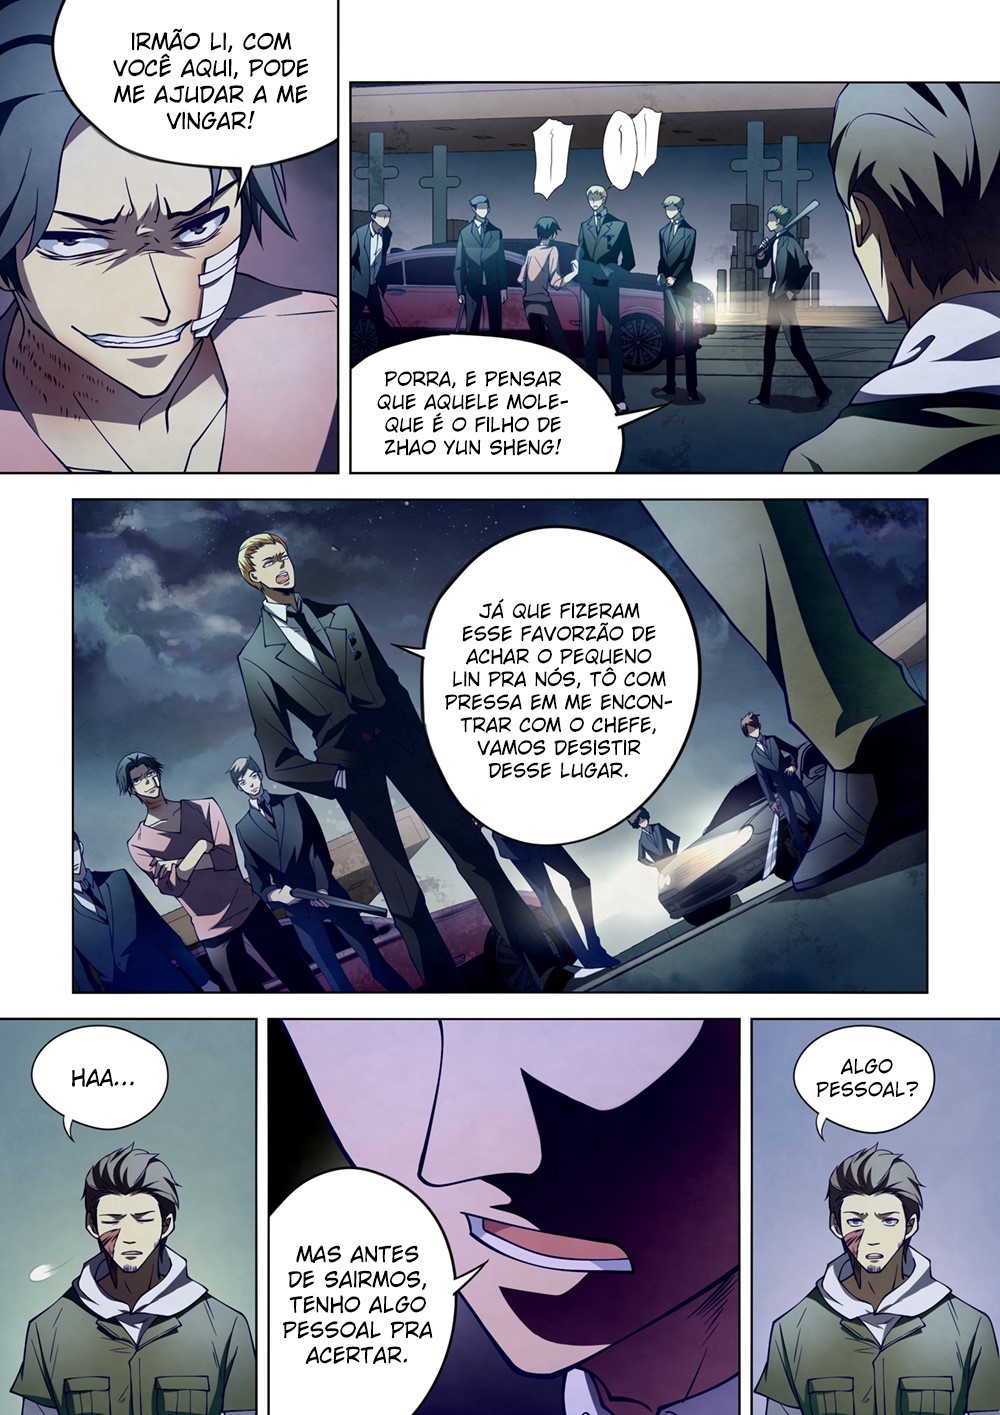 IRMÃO LI, COM
VOCÊ AQUI, PODE
ME AJUDAR A ME
VINGAR!
PORRA, E PENSAR
QUE AQUELE MOLE-
QUE É O FILHO DE
ZHAO YUN SHENG!
JÁ QUE FIZERAM
ESSE FAVORZÃO DE
ACHAR O PEQUENO
LIN PRA NÓS, TÔ COM
PRESSA EM ME ENCON-
TRAR COM O CHEFE,
VAMOS DESISTIR
DESSE LUGAR.
HAA...
MAS ANTES
DE SAIRMOS,
TENHO ALGO
PESSOAL PRA
ACERTAR.
ALGO
PESSOAL?